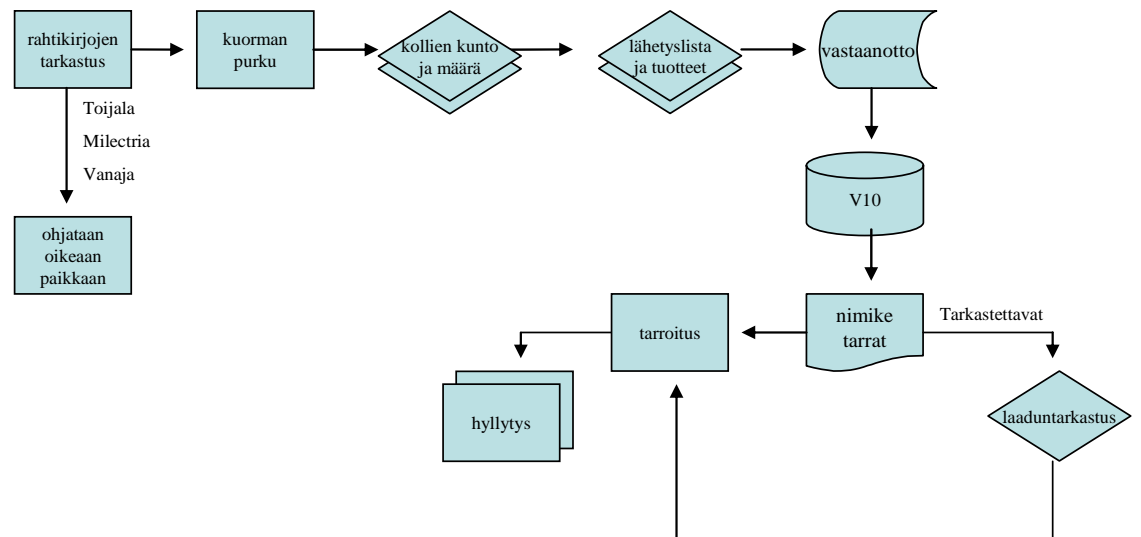 rahtikirjojen
tarkastus
kuorman
purku
kollien kunto
ja määrä
lähetyslista
ja tuotteet
vastaanotto
Toijala
Milectria
Vanaja
V10
ohjataan
oikeaan
paikkaan
tarroitus
nimike
tarrat
Tarkastettavat
hyllytys
laaduntarkastus